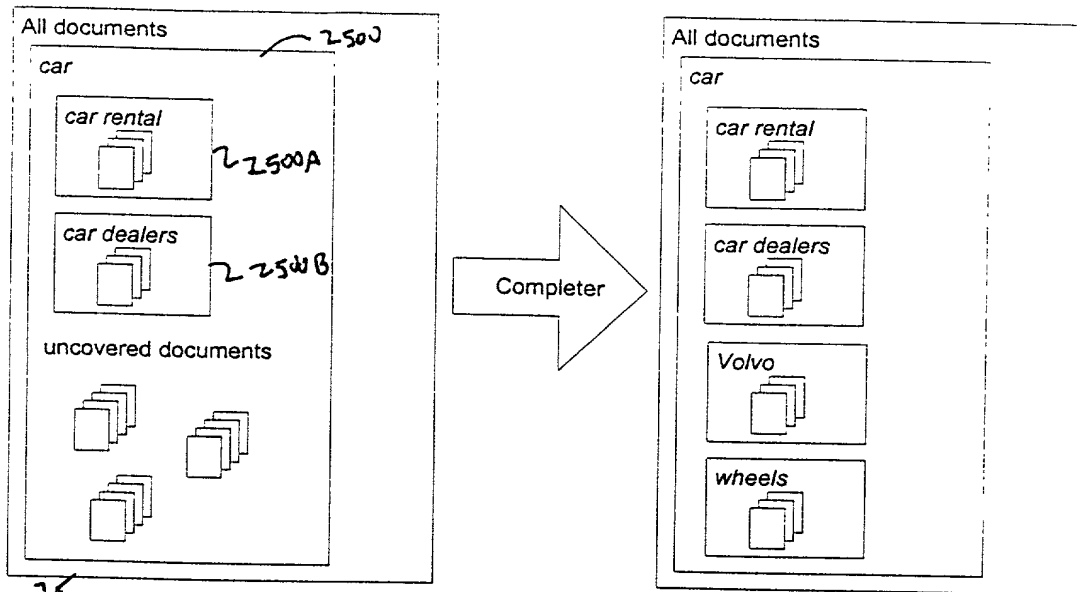 All documents
2500
car
car rental
2500A
car dealers
2500B
uncovered documents
Completer
All documents
car
car rental
car dealers
Volvo
wheels